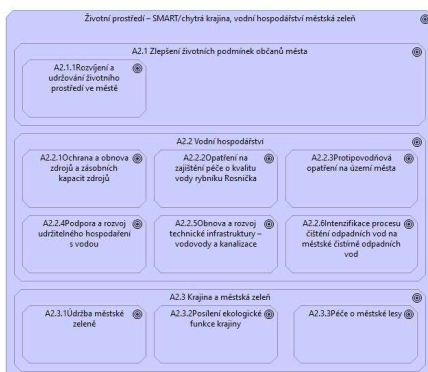 Životní prostředí – SMART/chytrá krajina, vodní hospodářství městská zeleň
A2.1 Zlepšení životních podmínek občanů města
A2.1.1Rozvíjení a
udržování životního
prostředí ve městě
A2.2 Vodní hospodářství
A2.2.1Ochrana a obnova
zdrojů a zásobních
kapacit zdrojů
A2.2.2Opatření na
zajištění péče o kvalitu
vody rybníku Rosnička
A2.2.3Protipovodňová
opatření na území města
A2.2.4Podpora a rozvoj
udržitelného hospodaření
s vodou
A2.2.5Obnova a rozvoj
technické infrastruktury –
vodovody a kanalizace
A2.2.6Intenzifikace procesu
čištění odpadních vod na
městské čistírně odpadních
vod
A2.3 Krajina a městská zeleň
A2.3.1Údržba městské
zeleně
A2.3.2Posílení ekologické
funkce krajiny
A2.3.3Péče o městské lesy